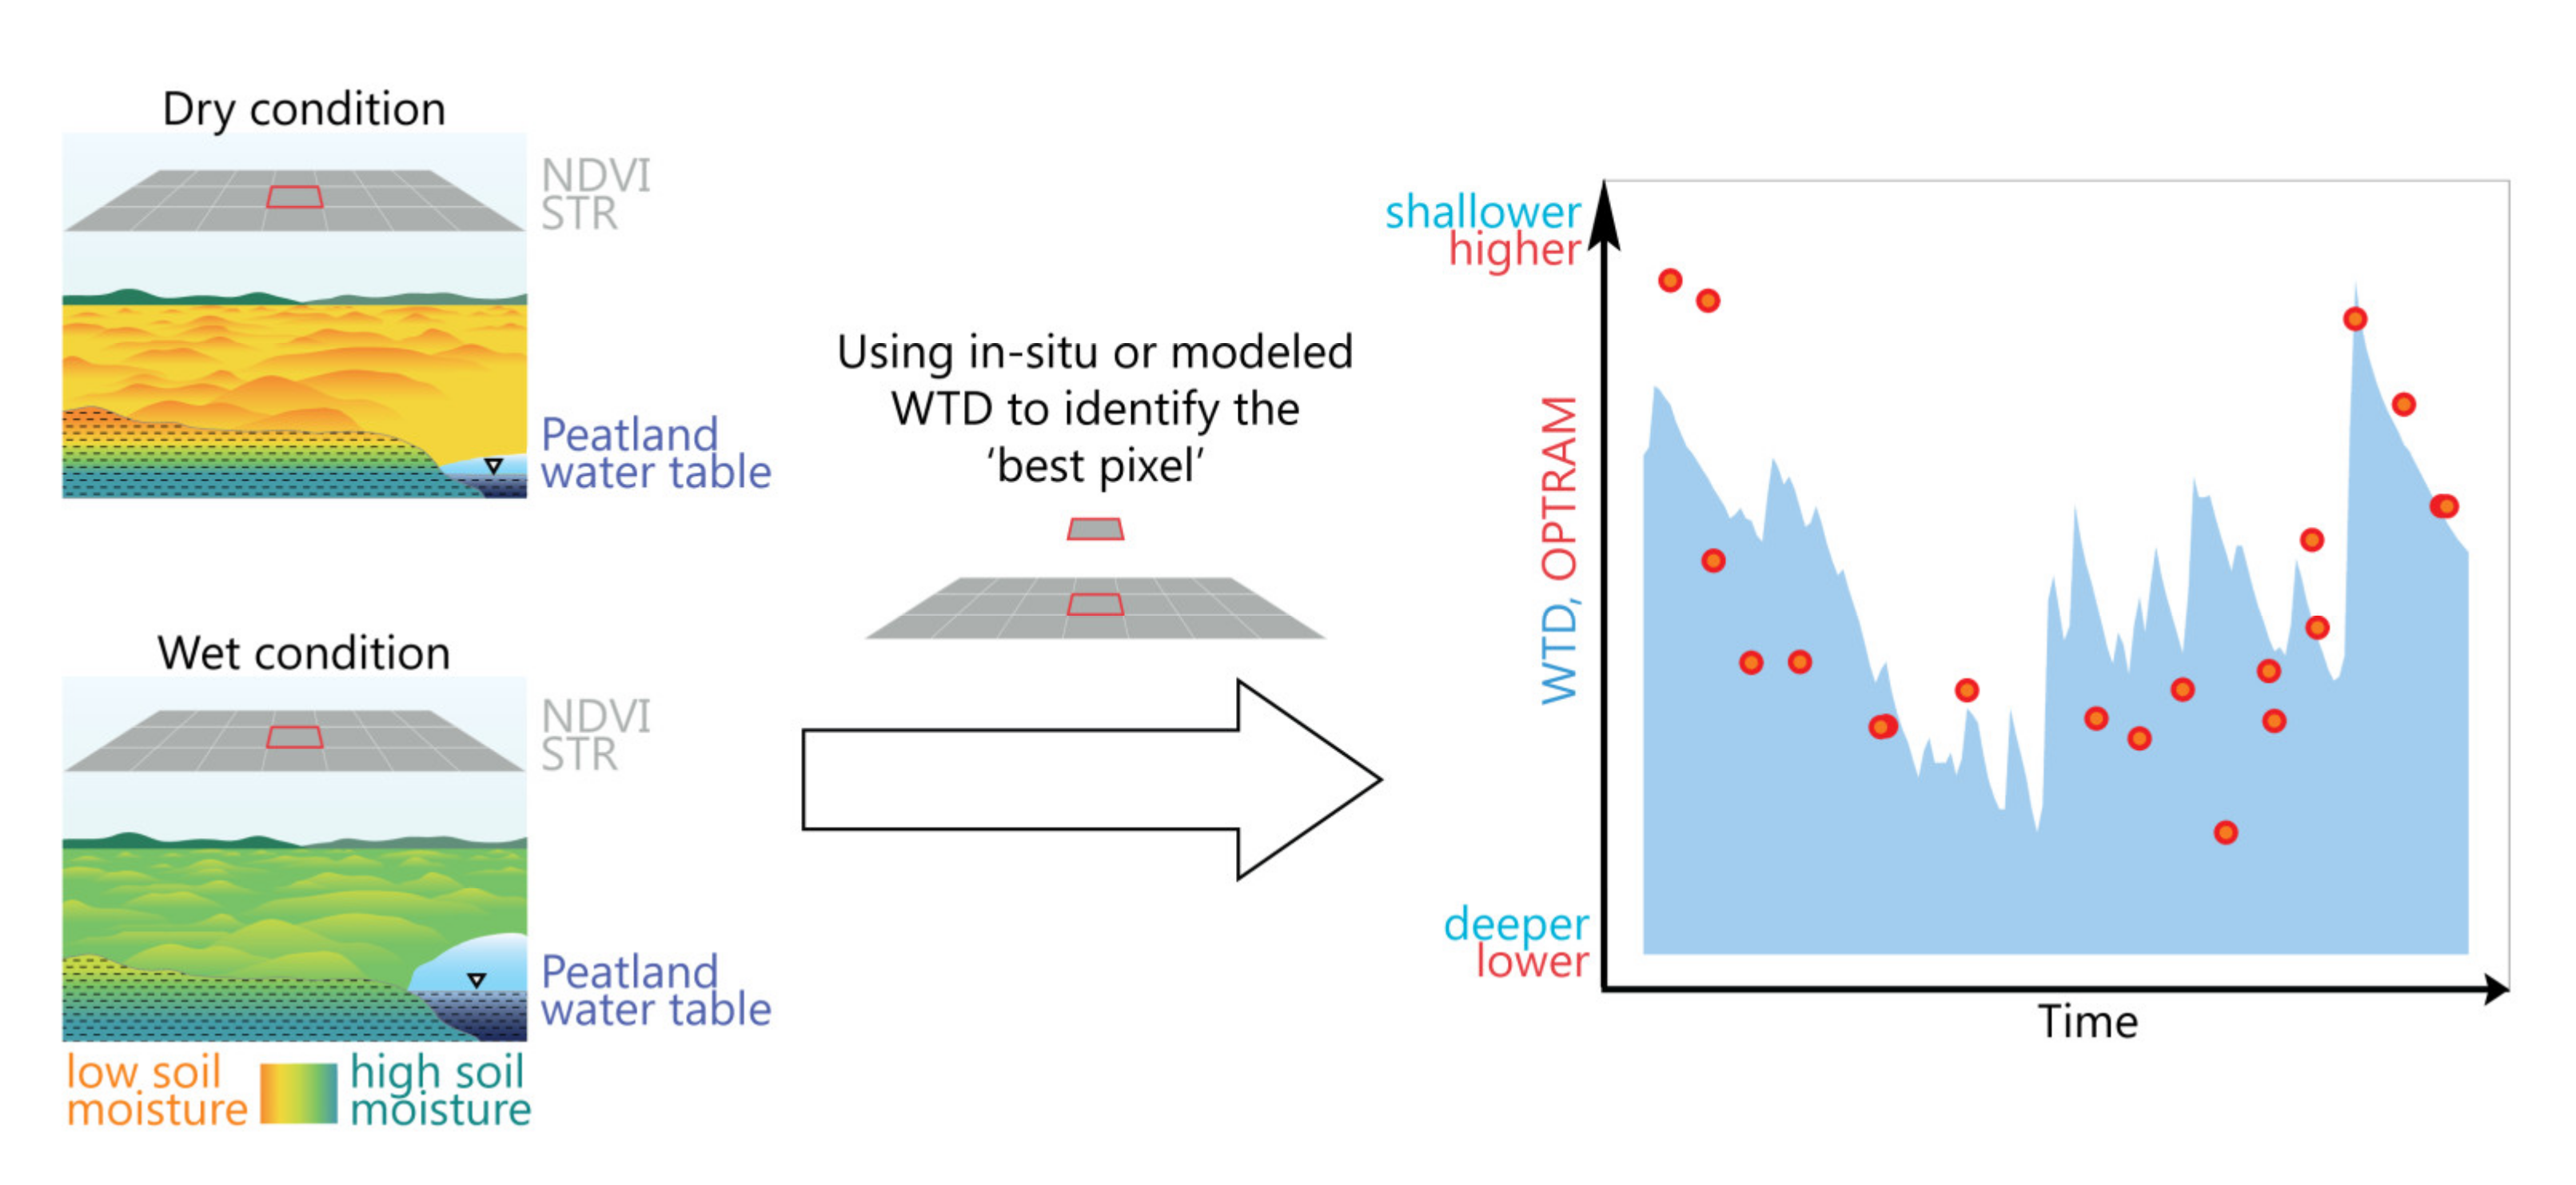 Dry condition
NDVI
STR
Peatland
water table
Wet condition
NDVI
STR
Peatland
water table
low soil
moisture
high soil
moisture
Using in-situ or modeled
WTD to identify the
‘best pixel’
shallower
higher
WTD, OPTRAM
deeper
lower
Time